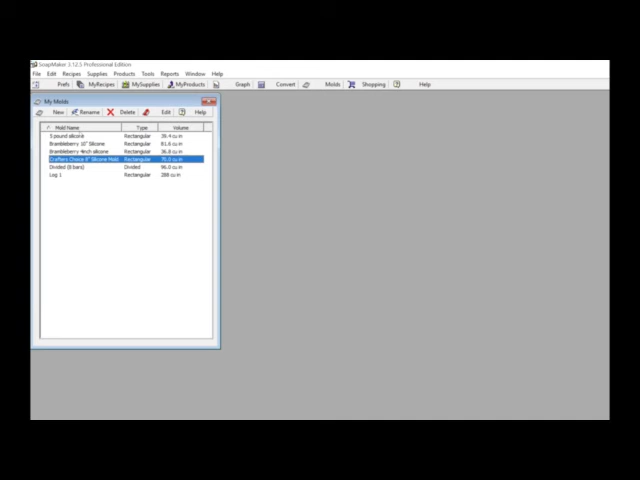 SoapMaker 3.12.5 Professional Edition
File Edit Recipes Supplies Products Tools Reports Window Help
Prefs MyRecipes MySupplies MyProducts Graph Convert Molds Shopping Help
My Molds
New Rename Delete Edit Help
Mold Name Type Volume
5 pound silicone Rectangular 39.4 cu in
Brambleberry 10" Silicone Rectangular 81.6 cu in
Brambleberry 4inch silicone Rectangular 36.8 cu in
Crafters Choice 8" Silicone Mold Rectangular 70.0 cu in
Divided (8 bars) Divided 96.0 cu in
Log 1 Rectangular 288 cu in